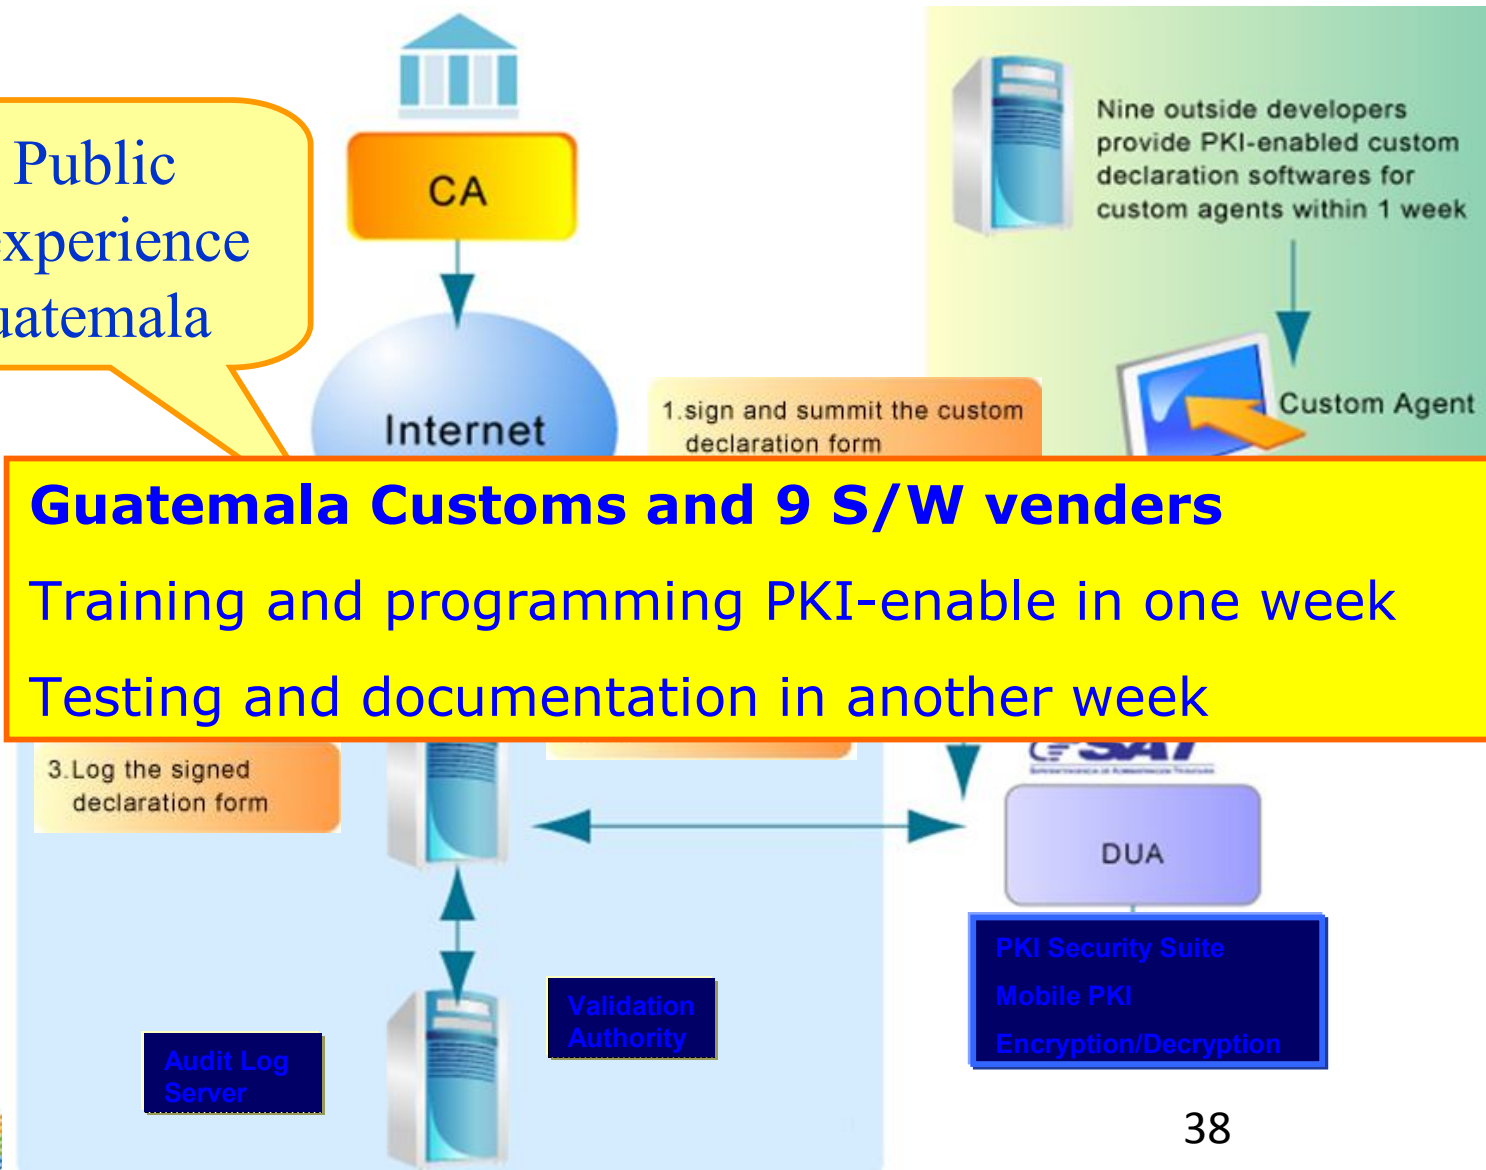 Public
experience
uatemala
CA
Internet
Nine outside developers
provide PKI-enabled custom
declaration softwares for
custom agents within 1 week
Custom Agent
1.sign and summit the custom
declaration form
Guatemala Customs and 9 S/W venders
Training and programming PKI-enable in one week
Testing and documentation in another week
3.Log the signed
declaration form
SAT
DUA
PKI Security Suite
Mobile PKI
Encryption/Decryption
Validation
Authority
Audit Log
Server
38